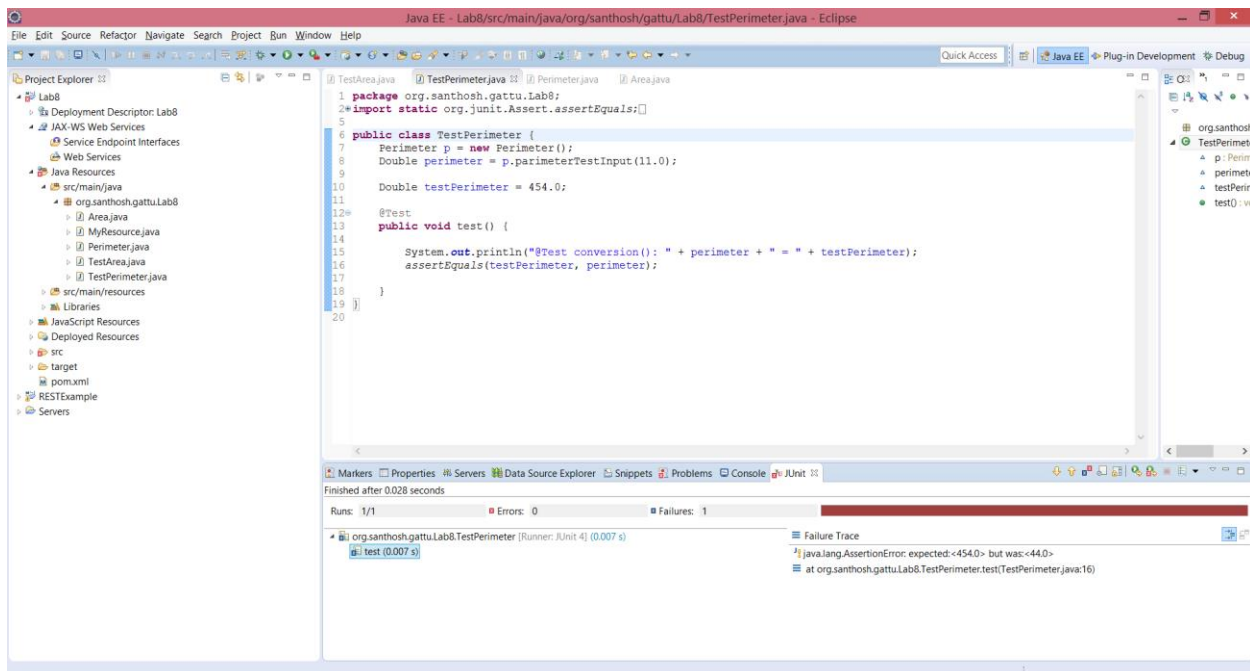 Java EE - Lab8/src/main/java/org/santhosh/gattu/Lab8/TestPerimeter.java - Eclipse
File Edit Source Refactor Navigate Search Project Run Window Help
Quick Access Java EE Plug-in Development Debug
Project Explorer
Lab8
Deployment Descriptor: Lab8
JAX-WS Web Services
Service Endpoint Interfaces
Web Services
Java Resources
src/main/java
org.santhosh.gattu.Lab8
Area.java
MyResource.java
Perimeter.java
TestArea.java
TestPerimeter.java
src/main/resources
Libraries
JavaScript Resources
Deployed Resources
src
target
pom.xml
RESTExample
Servers
TestArea.java TestPerimeter.java Perimeter.java Area.java
1 package org.santhosh.gattu.Lab8;
2 import static org.junit.Assert.assertEquals;
5
6 public class TestPerimeter {
7 Perimeter p = new Perimeter();
8 Double perimeter = p.parimeterTestInput(11.0);
9
10 Double testPerimeter = 454.0;
11
12 @Test
13 public void test() {
14
15 System.out.println("@Test conversion(): " + perimeter + " = " + testPerimeter);
16 assertEquals(testPerimeter, perimeter);
17
18 }
19 }
20
org.santhosh
TestPerimet
p : Perim
perimete
testPerin
test() : v
Markers Properties Servers Data Source Explorer Snippets Problems Console JUnit
Finished after 0.028 seconds
Runs: 1/1 Errors: 0 Failures: 1
org.santhosh.gattu.Lab8.TestPerimeter [Runner: JUnit 4] (0.007 s)
test (0.007 s)
Failure Trace
java.lang.AssertionError: expected:<454.0> but was:<44.0>
at org.santhosh.gattu.Lab8.TestPerimeter.test(TestPerimeter.java:16)